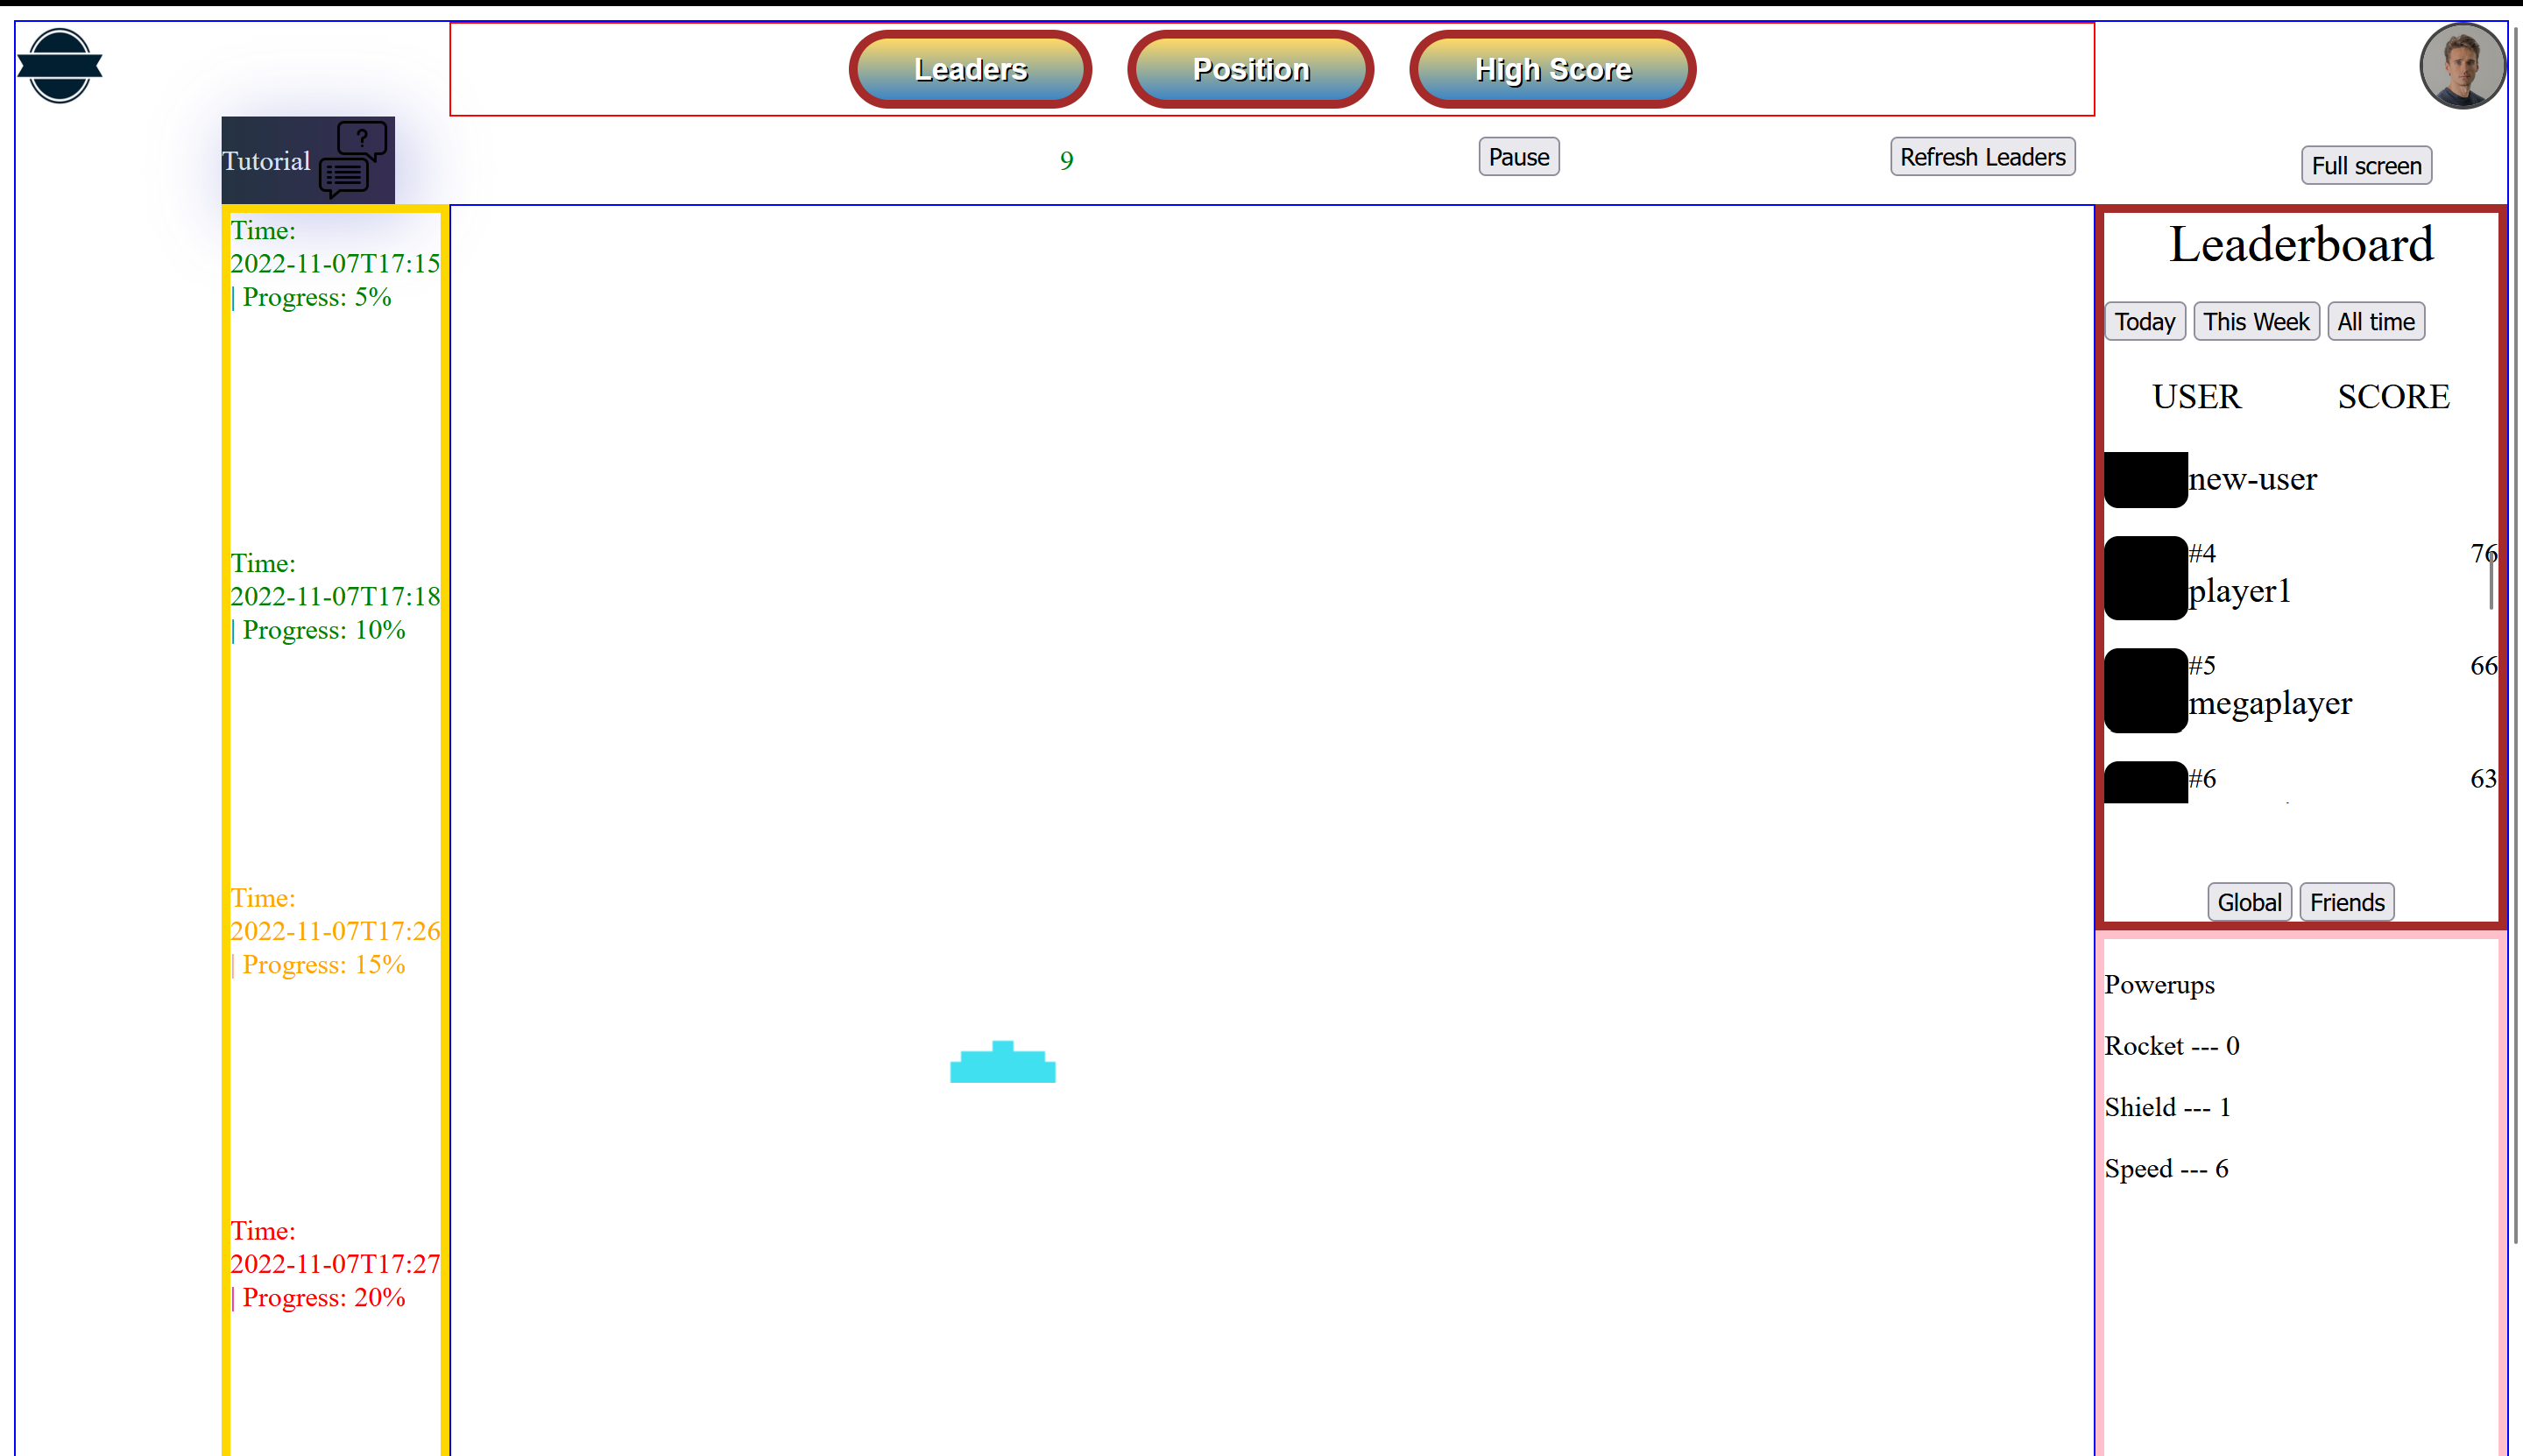 Leaders
Position
High Score
Tutorial
?
9
Pause
Refresh Leaders
Full screen
Time:
2022-11-07T17:15
| Progress: 5%
Time:
2022-11-07T17:18
| Progress: 10%
Time:
2022-11-07T17:26
| Progress: 15%
Time:
2022-11-07T17:27
| Progress: 20%
Leaderboard
Today
This Week
All time
USER
SCORE
new-user
#4 76
player1
#5 66
megaplayer
#6 63
Global
Friends
Powerups
Rocket --- 0
Shield --- 1
Speed --- 6